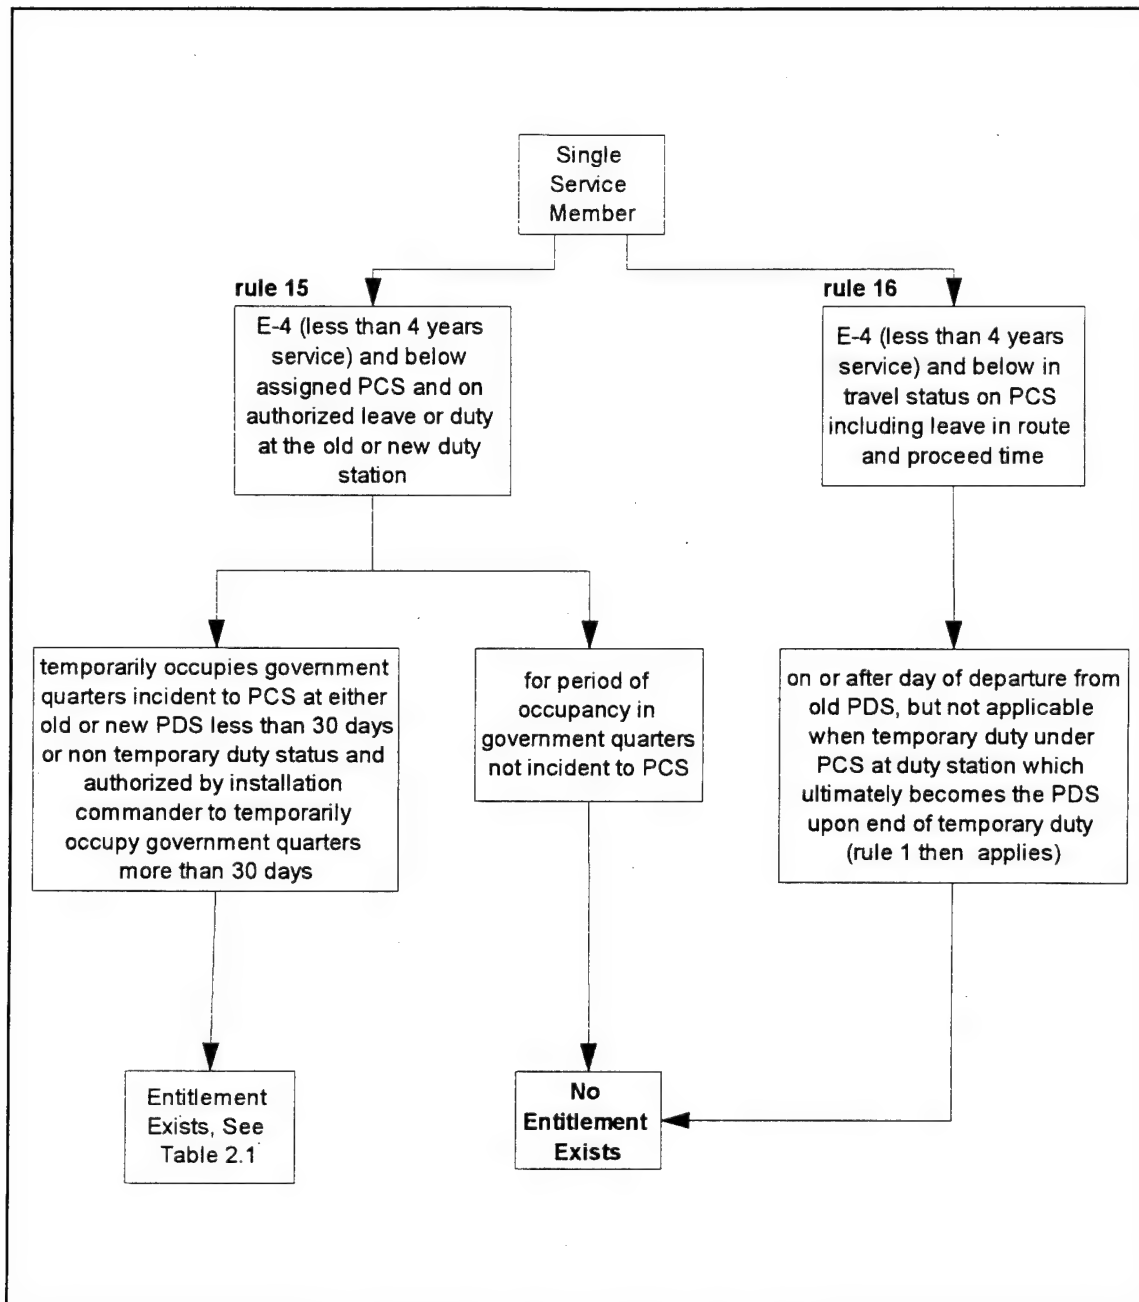 Single
Service
Member
rule 15
E-4 (less than 4 years
service) and below
assigned PCS and on
authorized leave or duty
at the old or new duty
station
rule 16
E-4 (less than 4 years
service) and below in
travel status on PCS
including leave in route
and proceed time
temporarily occupies government
quarters incident to PCS at either
old or new PDS less than 30 days
or non temporary duty status and
authorized by installation
commander to temporarily
occupy government quarters
more than 30 days
for period of
occupancy in
government quarters
not incident to PCS
on or after day of departure from
old PDS, but not applicable
when temporary duty under
PCS at duty station which
ultimately becomes the PDS
upon end of temporary duty
(rule 1 then applies)
Entitlement
Exists, See
Table 2.1
No
Entitlement
Exists